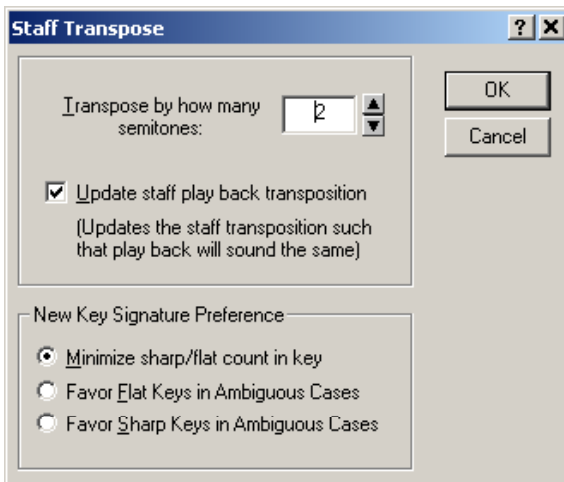 Staff Transpose
Transpose by how many
semitones:
2
OK
Cancel
Update staff play back transposition
(Updates the staff transposition such
that play back will sound the same)
New Key Signature Preference
Minimize sharp/flat count in key
Favor Flat Keys in Ambiguous Cases
Favor Sharp Keys in Ambiguous Cases